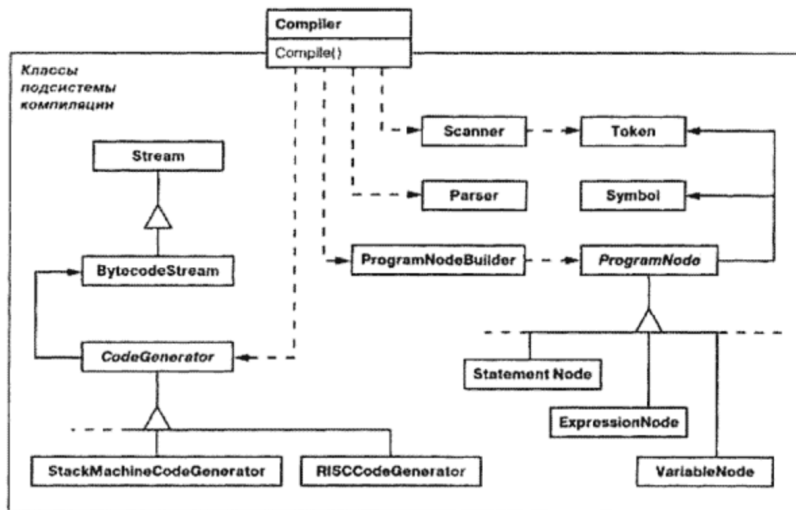 Compiler
Compile()
Классы
подсистемы
компиляции
Scanner
Token
Stream
Parser
Symbol
BytecodeStream
ProgramNodeBuilder
ProgramNode
CodeGenerator
Statement Node
ExpressionNode
StackMachineCodeGenerator
RISCCodeGenerator
VariableNode